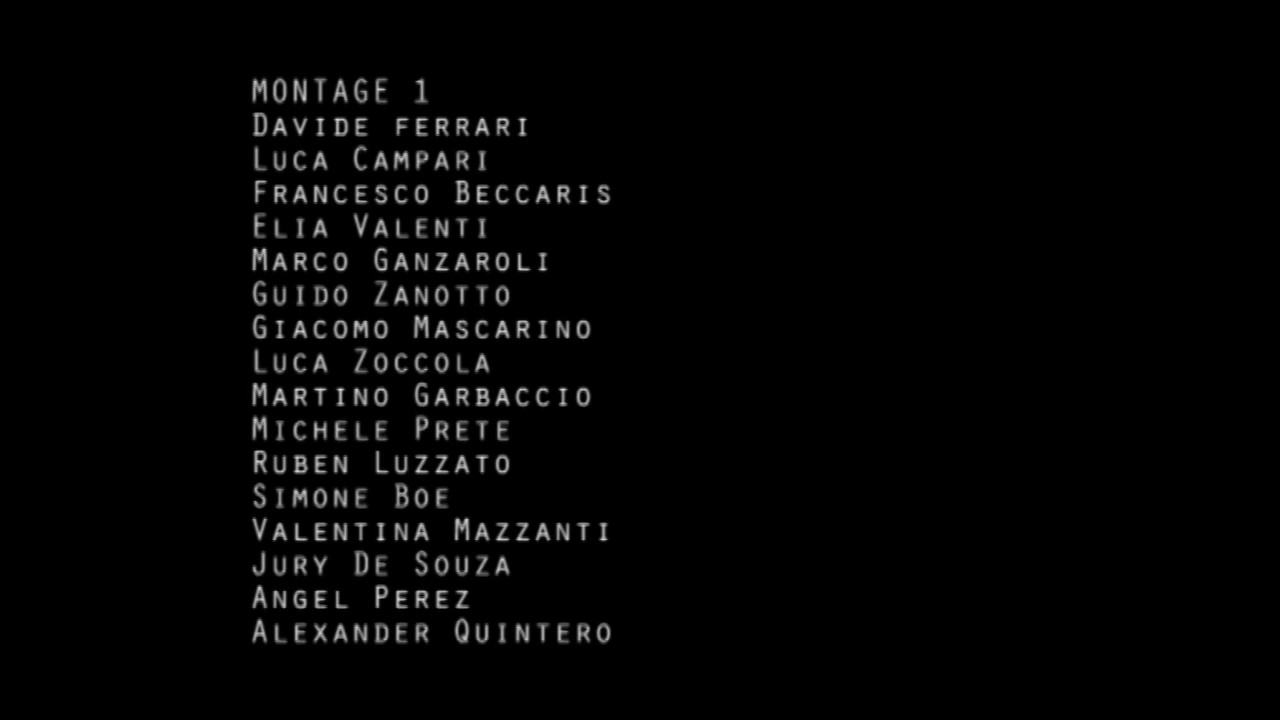 MONTAGE 1
DAVIDE FERRARI
LUCA CAMPARI
FRANCESCO BECCARIS
ELIA VALENTI
MARCO GANZAROLI
GUIDO ZANOTTO
GIACOMO MASCARINO
LUCA ZOCCOLA
MARTINO GARBACCIO
MICHELE PRETE
RUBEN LUZZATO
SIMONE BOE
VALENTINA MAZZANTI
JURY DE SOUZA
ANGEL PEREZ
ALEXANDER QUINTERO